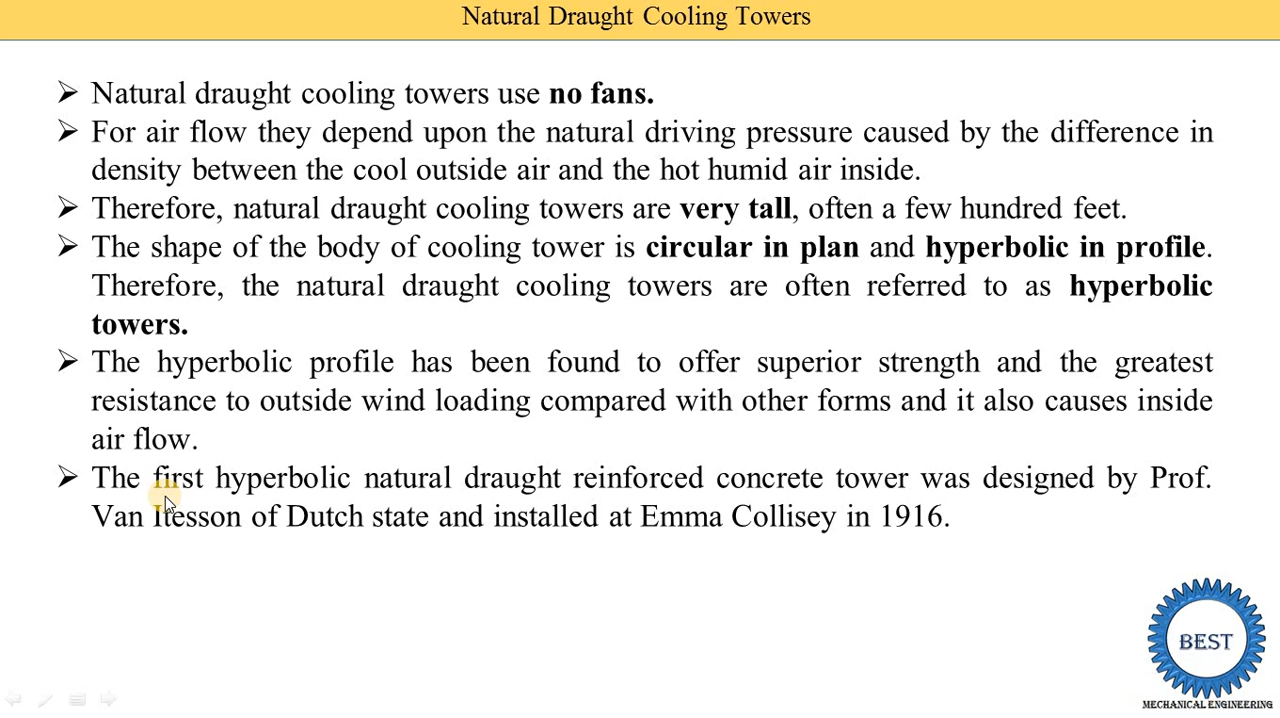 Natural Draught Cooling Towers
➢ Natural draught cooling towers use no fans.
➢ For air flow they depend upon the natural driving pressure caused by the difference in
density between the cool outside air and the hot humid air inside.
➢ Therefore, natural draught cooling towers are very tall, often a few hundred feet.
➢ The shape of the body of cooling tower is circular in plan and hyperbolic in profile.
Therefore, the natural draught cooling towers are often referred to as hyperbolic
towers.
➢ The hyperbolic profile has been found to offer superior strength and the greatest
resistance to outside wind loading compared with other forms and it also causes inside
air flow.
➢ The first hyperbolic natural draught reinforced concrete tower was designed by Prof.
Van Itesson of Dutch state and installed at Emma Collisey in 1916.
BEST
MECHANICAL ENGINEERING